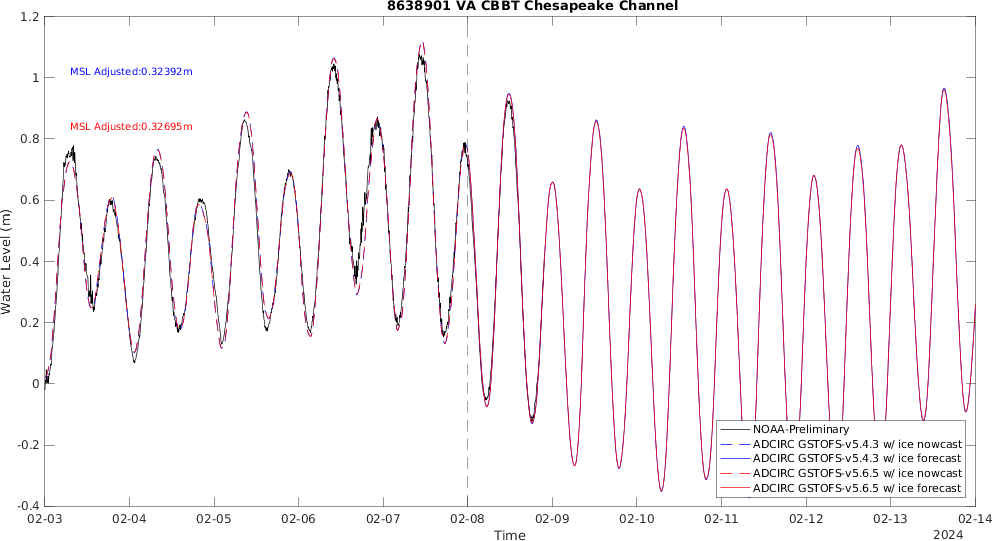 8638901 VA CBBT Chesapeake Channel
1.2
1
0.8
0.6
0.4
0.2
0
-0.2
-0.4
Water Level (m)
MSL Adjusted:0.32392m
MSL Adjusted:0.32695m
NOAA-Preliminary
ADCIRC GSTOFS-v5.4.3 w/ ice nowcast
ADCIRC GSTOFS-v5.4.3 w/ ice forecast
ADCIRC GSTOFS-v5.6.5 w/ ice nowcast
ADCIRC GSTOFS-v5.6.5 w/ ice forecast
02-03 02-04 02-05 02-06 02-07 02-08 02-09 02-10 02-11 02-12 02-13 02-14
Time
2024